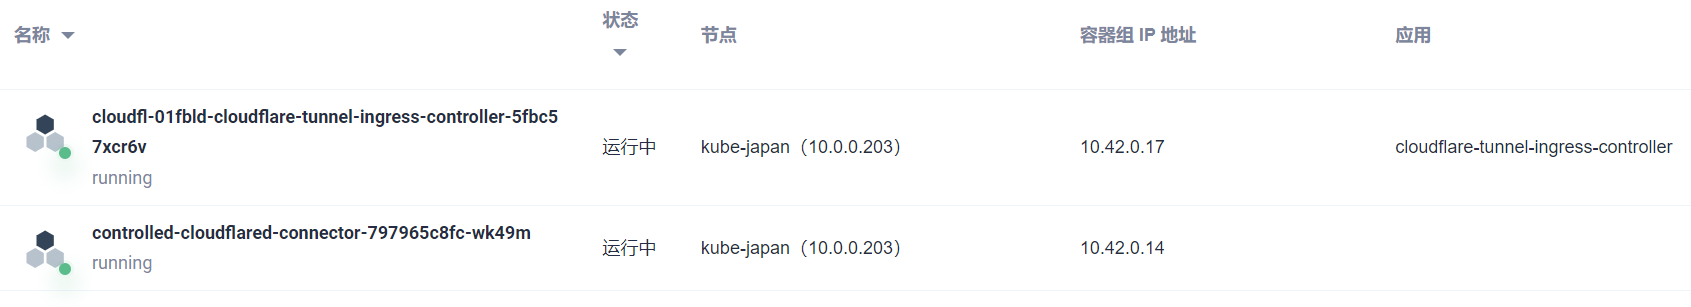 名称
状态
节点
容器组 IP 地址
应用
cloudfl-01fbld-cloudflare-tunnel-ingress-controller-5fbc5
7xcr6v
running
运行中
kube-japan（10.0.0.203）
10.42.0.17
cloudflare-tunnel-ingress-controller
controlled-cloudflared-connector-797965c8fc-wk49m
running
运行中
kube-japan（10.0.0.203）
10.42.0.14